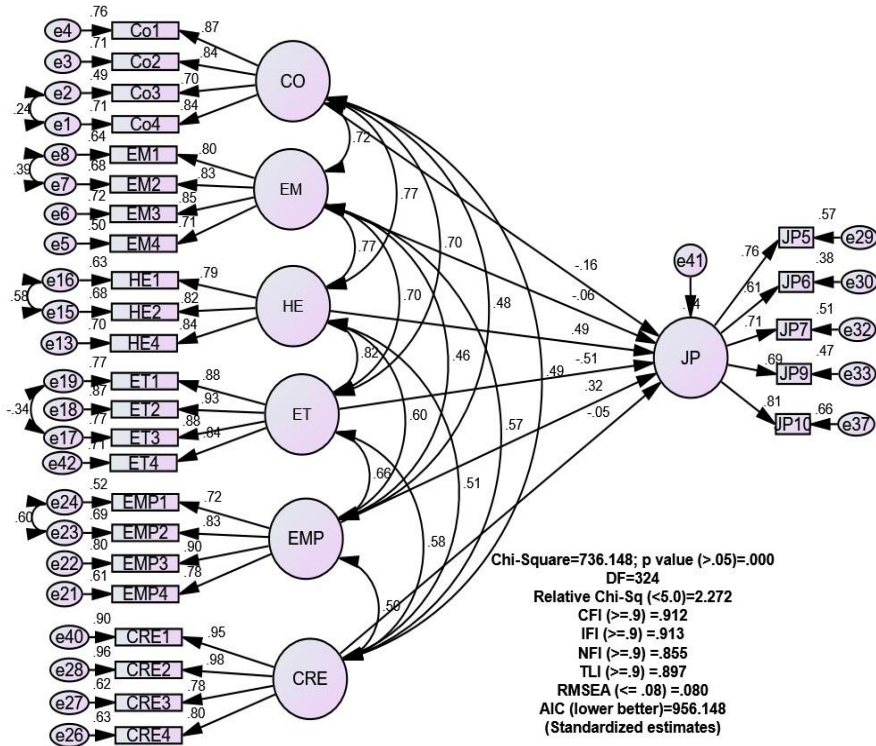 .76
e4 Co1 .87
.71
e3 Co2 .84
CO
.49
e2 Co3 .70
.24
.71
e1 Co4 .84
.72
.64
e8 EM1 .80
.39
.68
e7 EM2 .83
EM
.72
e6 EM3 .85
.77
.50
e5 EM4 .71
.77
.70
.63
e16 HE1 .79
.58
.68
e15 HE2 .82
HE
.70
e13 HE4 .84
.70
.48
.82
.46
.77
e19 ET1 .88
-.34
.87
e18 ET2 .93
ET
.77
e17 ET3 .88
.71
e42 ET4 .84
.60
.57
.66
.51
.52
e24 EMP1 .72
.60
.69
e23 EMP2 .83
EMP
.80
e22 EMP3 .90
.61
e21 EMP4 .78
.58
.50
.90
e40 CRE1 .95
.96
e28 CRE2 .98
CRE
.62
e27 CRE3 .78
.63
e26 CRE4 .80
-.16
-.06
.49
-.51
.49
.32
-.05
e41
JP
.76 JP5 .57 e29
.61 JP6 .38 e30
.71 JP7 .51 e32
.69 JP9 .47 e33
.81 JP10 .66 e37
Chi-Square=736.148; p value (>.05)=.000
DF=324
Relative Chi-Sq (<5.0)=2.272
CFI (>=.9) =.912
IFI (>=.9) =.913
NFI (>=.9) =.855
TLI (>=.9) =.897
RMSEA (<= .08) =.080
AIC (lower better)=956.148
(Standardized estimates)